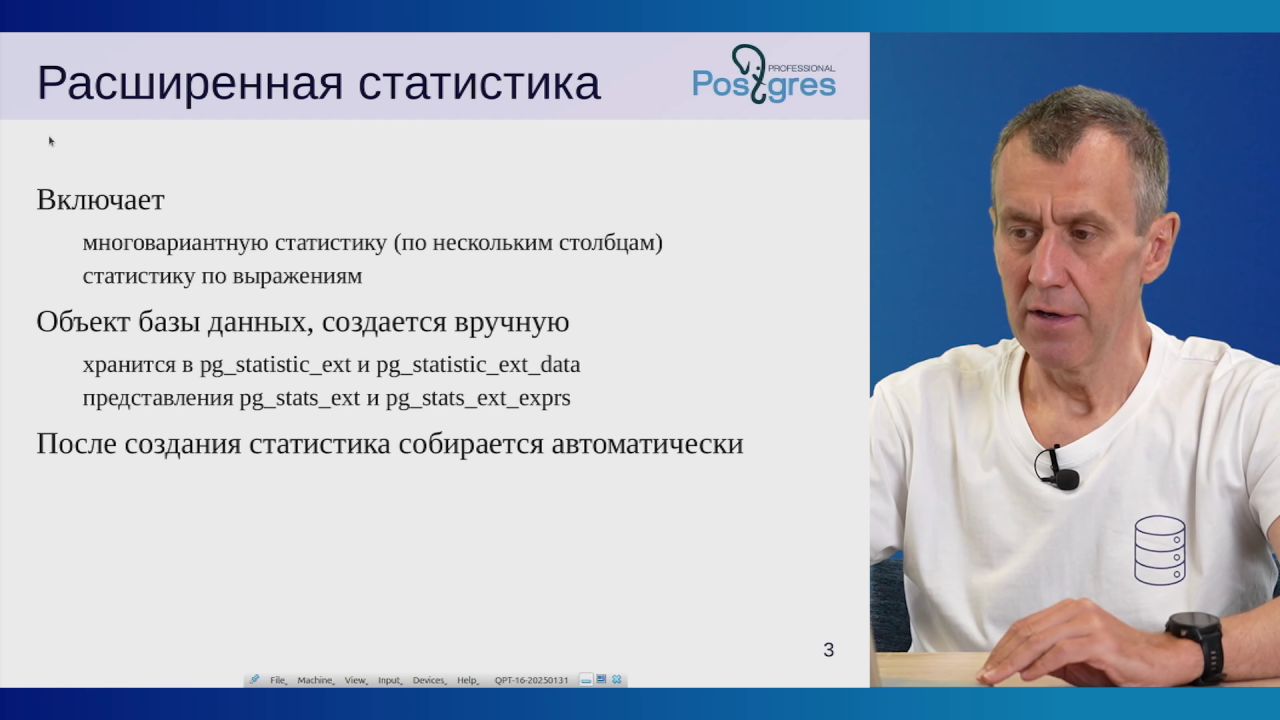 Расширенная статистика
PROFESSIONAL
Postgres
Включает
многовариантную статистику (по нескольким столбцам)
статистику по выражениям
Объект базы данных, создается вручную
хранится в pg_statistic_ext и pg_statistic_ext_data
представления pg_stats_ext и pg_stats_ext_exprs
После создания статистика собирается автоматически
3
File Machine View Input Devices Help QPT-16-20250131